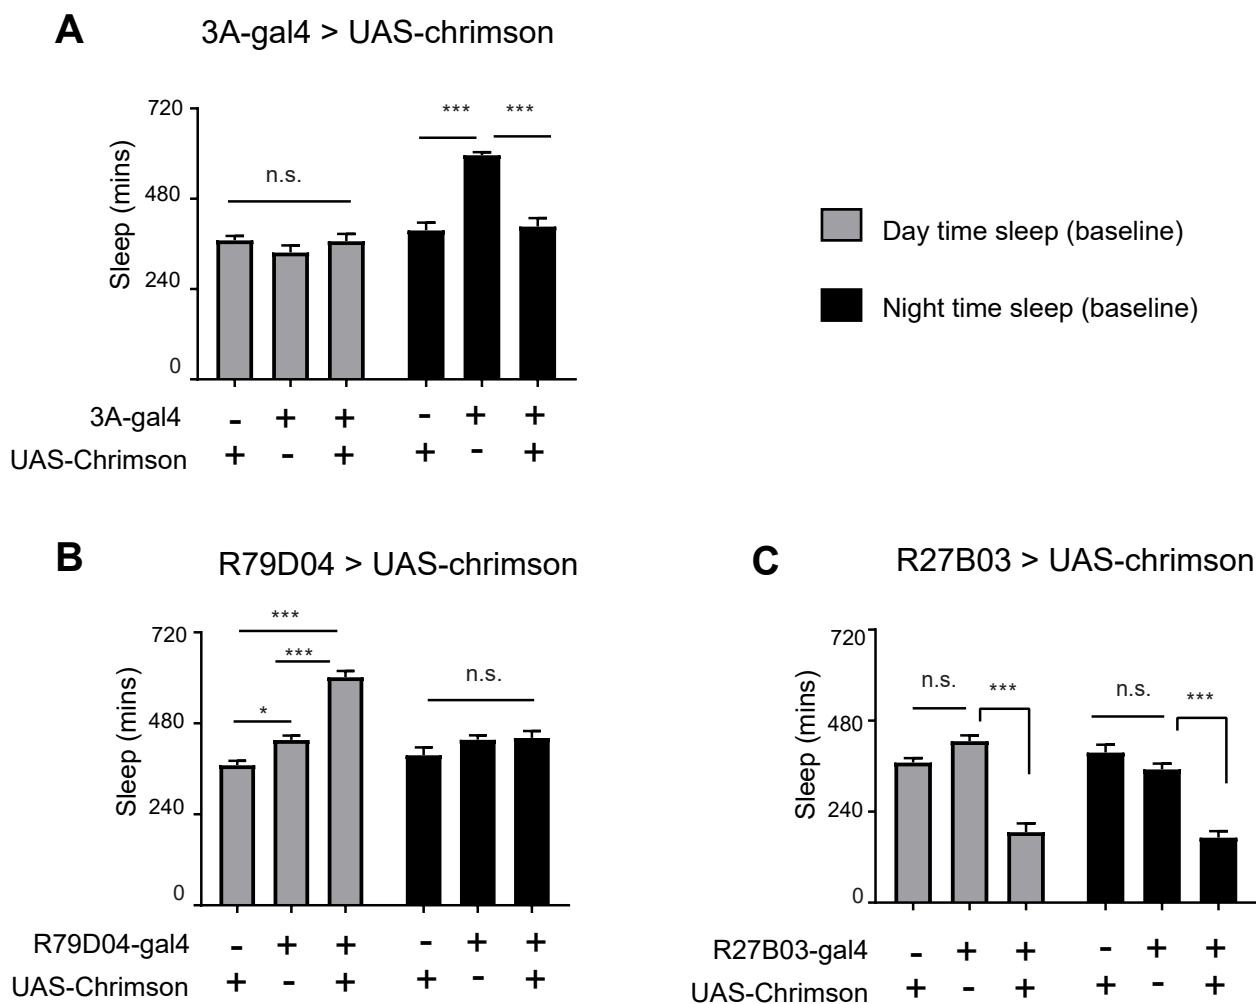 A
3A-gal4 > UAS-chrimson
720
480
240
0
Sleep (mins)
n.s.
*** ***
3A-gal4 - + + - + +
UAS-Chrimson + - + + - +
Day time sleep (baseline)
Night time sleep (baseline)
B
R79D04 > UAS-chrimson
720
480
240
0
Sleep (mins)
***
***
*
n.s.
R79D04-gal4 - + + - + +
UAS-Chrimson + - + + - +
C
R27B03 > UAS-chrimson
720
480
240
0
Sleep (mins)
n.s. *** n.s. ***
R27B03-gal4 - + + - + +
UAS-Chrimson + - + + - +